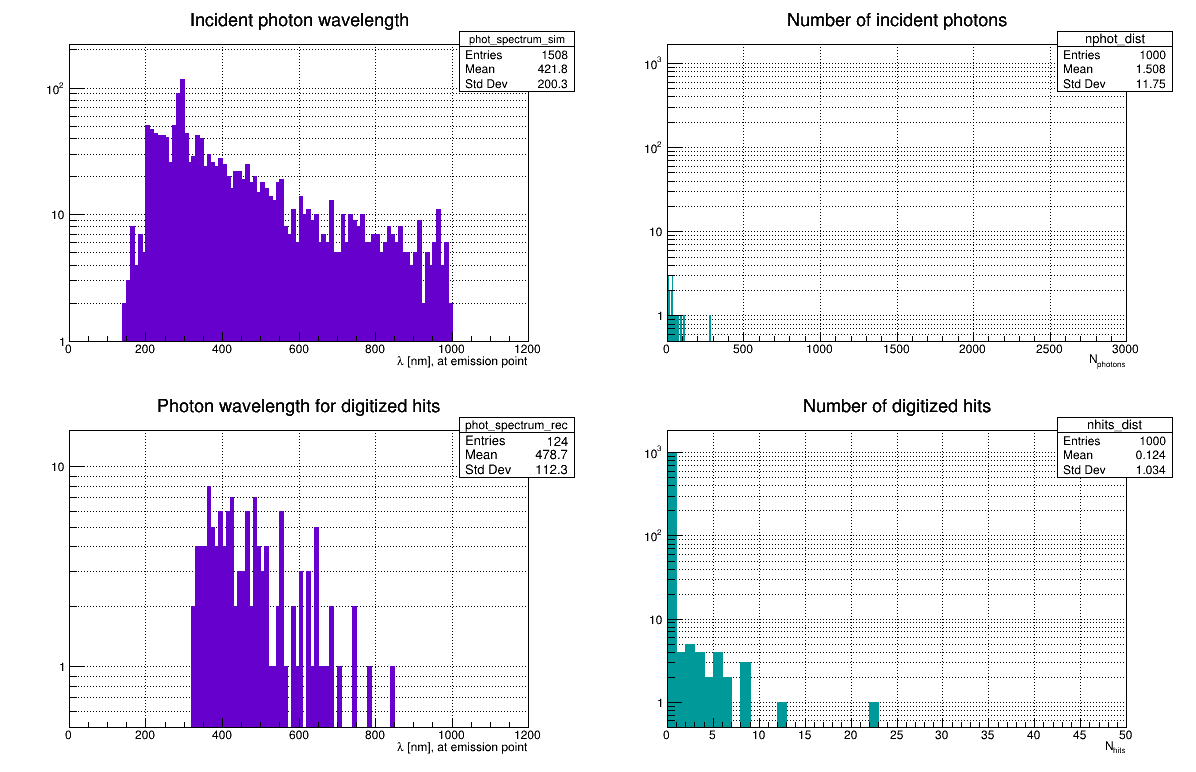 Incident photon wavelength
phot_spectrum_sim
Entries 1508
Mean 421.8
Std Dev 200.3
10²
10
1
0 200 400 600 800 1000 1200
λ [nm], at emission point
Number of incident photons
nphot_dist
Entries 1000
Mean 1.508
Std Dev 11.75
10³
10²
10
1
0 500 1000 1500 2000 2500 3000
N photons
Photon wavelength for digitized hits
phot_spectrum_rec
Entries 124
Mean 478.7
Std Dev 112.3
10
1
0 200 400 600 800 1000 1200
λ [nm], at emission point
Number of digitized hits
nhits_dist
Entries 1000
Mean 0.124
Std Dev 1.034
10³
10²
10
1
0 5 10 15 20 25 30 35 40 45 50
N hits